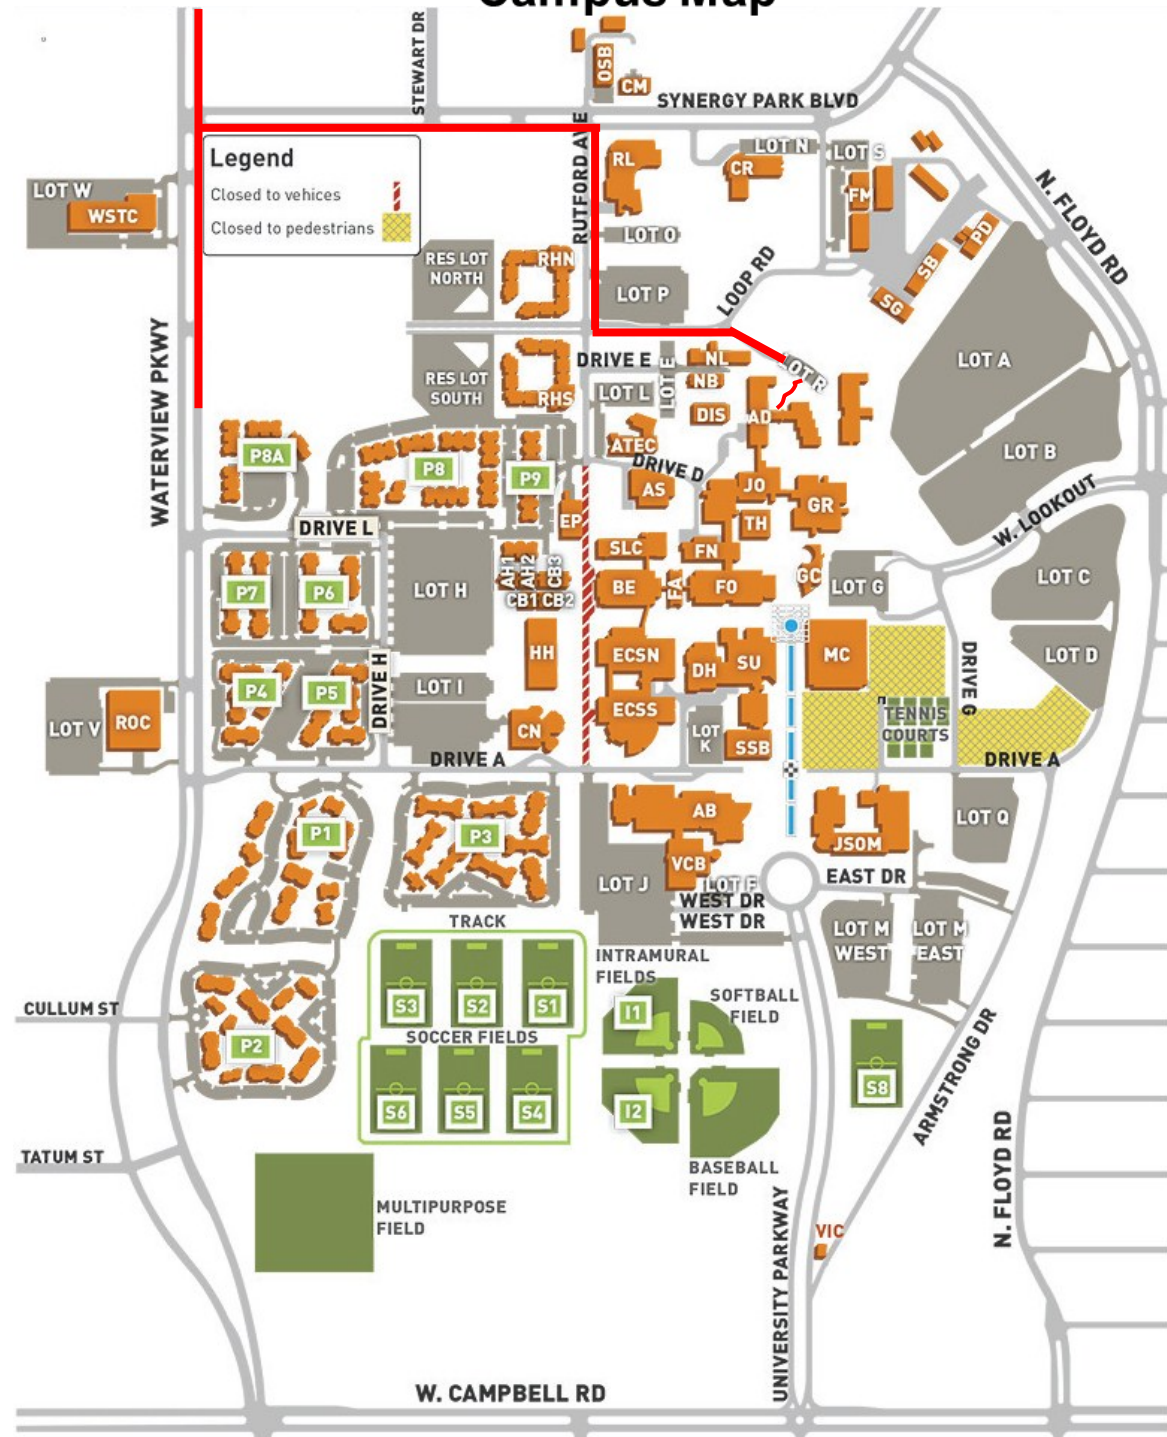 Campus Map
STEWART DR
OSB
CM
SYNERGY PARK BLVD
RUTFORD AVE
Legend
Closed to vehices
Closed to pedestrians
RL
CR
LOT N
LOT S
FM
N. FLOYD RD
LOT W
WSTC
LOT O
PD
SB
SG
RES LOT
NORTH
RHN
LOT P
LOOP RD
WATERVIEW PKWY
DRIVE E
LOT E
NL
LOT R
LOT A
RES LOT
SOUTH
RHS
LOT L
NB
DIS
AD
ATEC
P8A
P8
P9
DRIVE D
LOT B
AS
JO
GR
W. LOOKOUT
DRIVE L
EP
TH
SLC
FN
AH1
AH2
CB3
CB1
CB2
P7
P6
LOT H
BE
FA
FO
GC
LOT G
LOT C
HH
ECSN
DH
SU
MC
DRIVE G
LOT D
P4
P5
DRIVE H
LOT I
LOT V
ROC
CN
ECSS
LOT
K
SSB
TENNIS
COURTS
DRIVE A
DRIVE A
P1
P3
AB
JSOM
LOT Q
VCB
LOT J
LOT F
EAST DR
WEST DR
WEST DR
TRACK
LOT M
WEST
LOT M
EAST
INTRAMURAL
FIELDS
S3
S2
S1
I1
SOFTBALL
FIELD
CULLUM ST
SOCCER FIELDS
P2
S8
ARMSTRONG DR
S6
S5
S4
I2
TATUM ST
BASEBALL
FIELD
MULTIPURPOSE
FIELD
UNIVERSITY PARKWAY
VIC
N. FLOYD RD
W. CAMPBELL RD